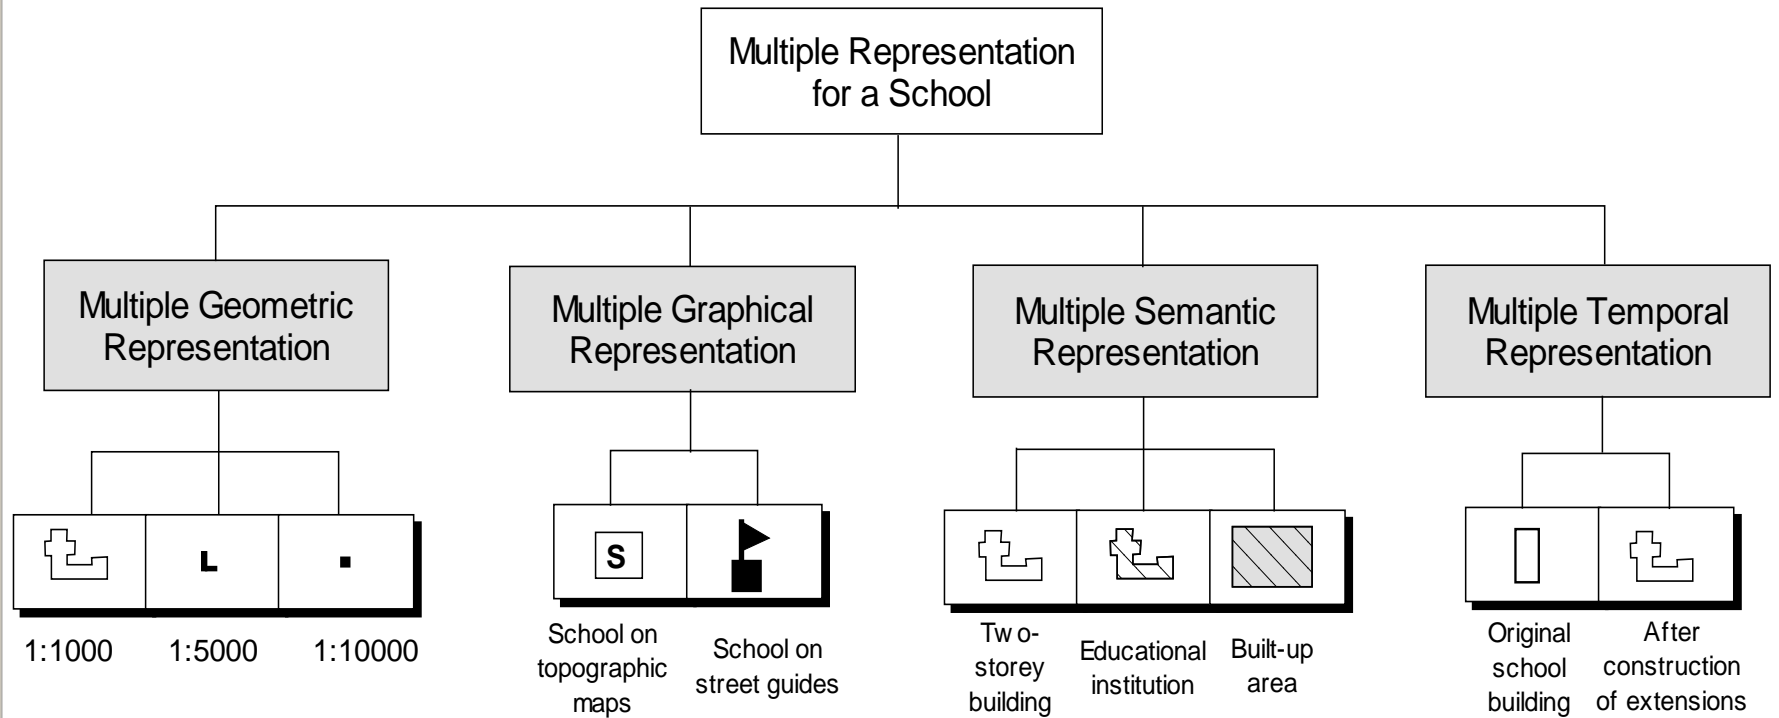 Multiple Representation
for a School
Multiple Geometric
Representation
Multiple Graphical
Representation
Multiple Semantic
Representation
Multiple Temporal
Representation
L
S
1:1000
1:5000
1:10000
School on
topographic
maps
School on
street guides
Two-
storey
building
Educational
institution
Built-up
area
Original
school
building
After
construction
of extensions